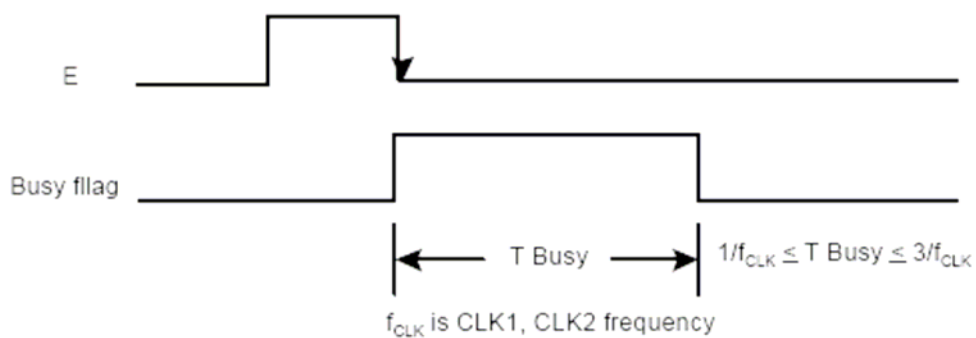 E
Busy fllag
T Busy
1/fCLK ≤ T Busy ≤ 3/fCLK
fCLK is CLK1, CLK2 frequency